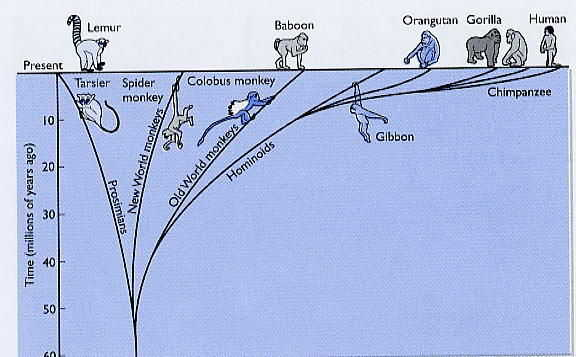 Lemur
Baboon
Orangutan
Gorilla
Human
Present
Tarsier
Spider
monkey
Colobus monkey
Chimpanzee
Gibbon
Prosimians
New World monkeys
Old World monkeys
Hominoids
Time (millions of years ago)
10
20
30
40
50
60